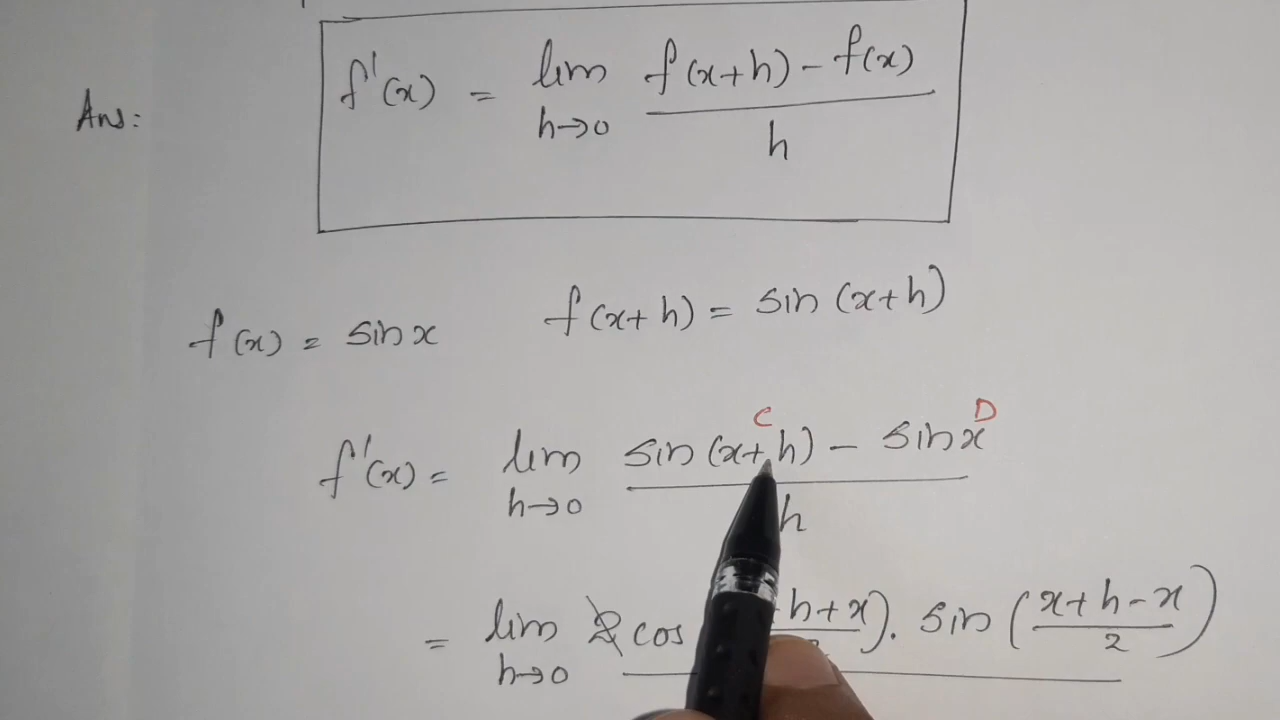 f'(x) = lim f(x+h) - f(x)
h→0 h
Ans:
f(x) = sin x f(x+h) = sin (x+h)
C D
f'(x) = lim sin (x+h) - sin x
h→0 h
= lim 2 cos h+x). sin (x+h-x)
h→0 2